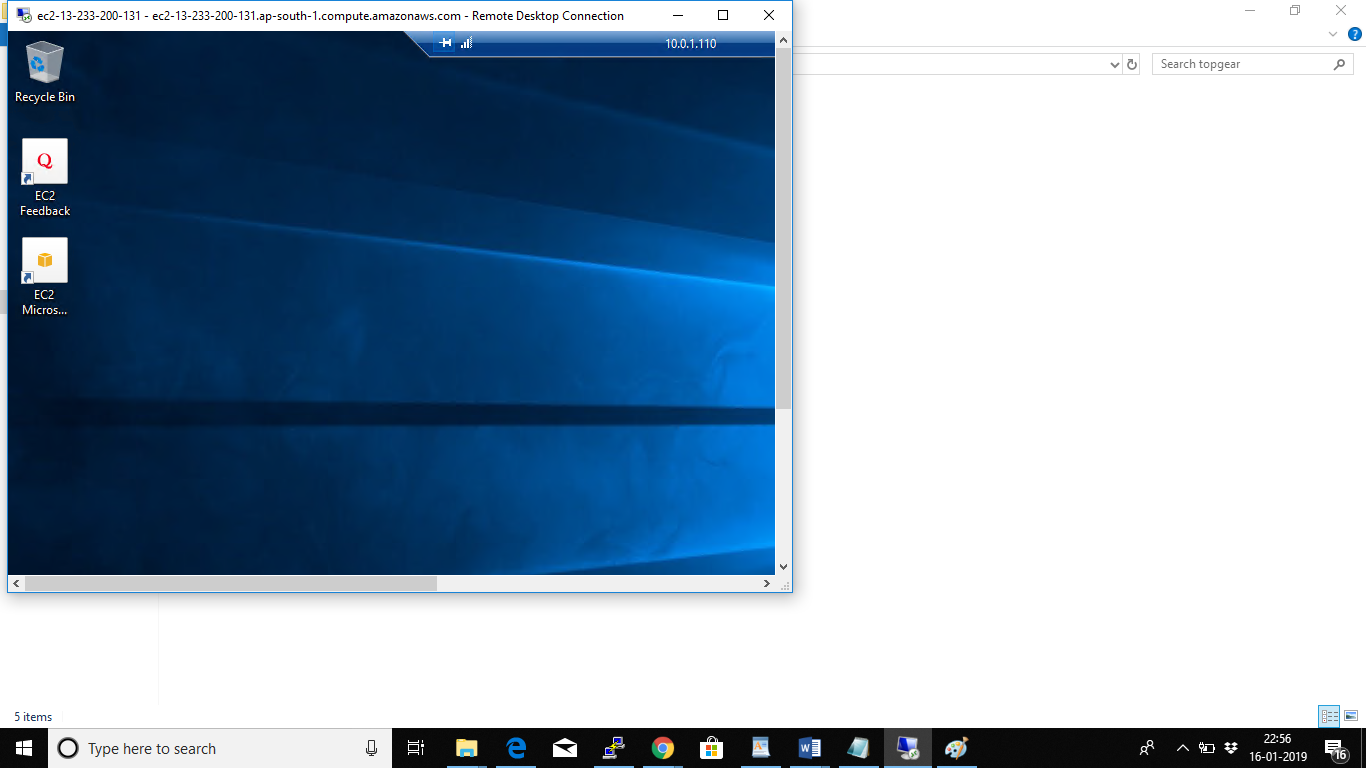 ec2-13-233-200-131 - ec2-13-233-200-131.ap-south-1.compute.amazonaws.com - Remote Desktop Connection
10.0.1.110
Search topgear
Recycle Bin
Q
EC2
Feedback
EC2
Micros...
5 items
Type here to search
22:56
16-01-2019
16